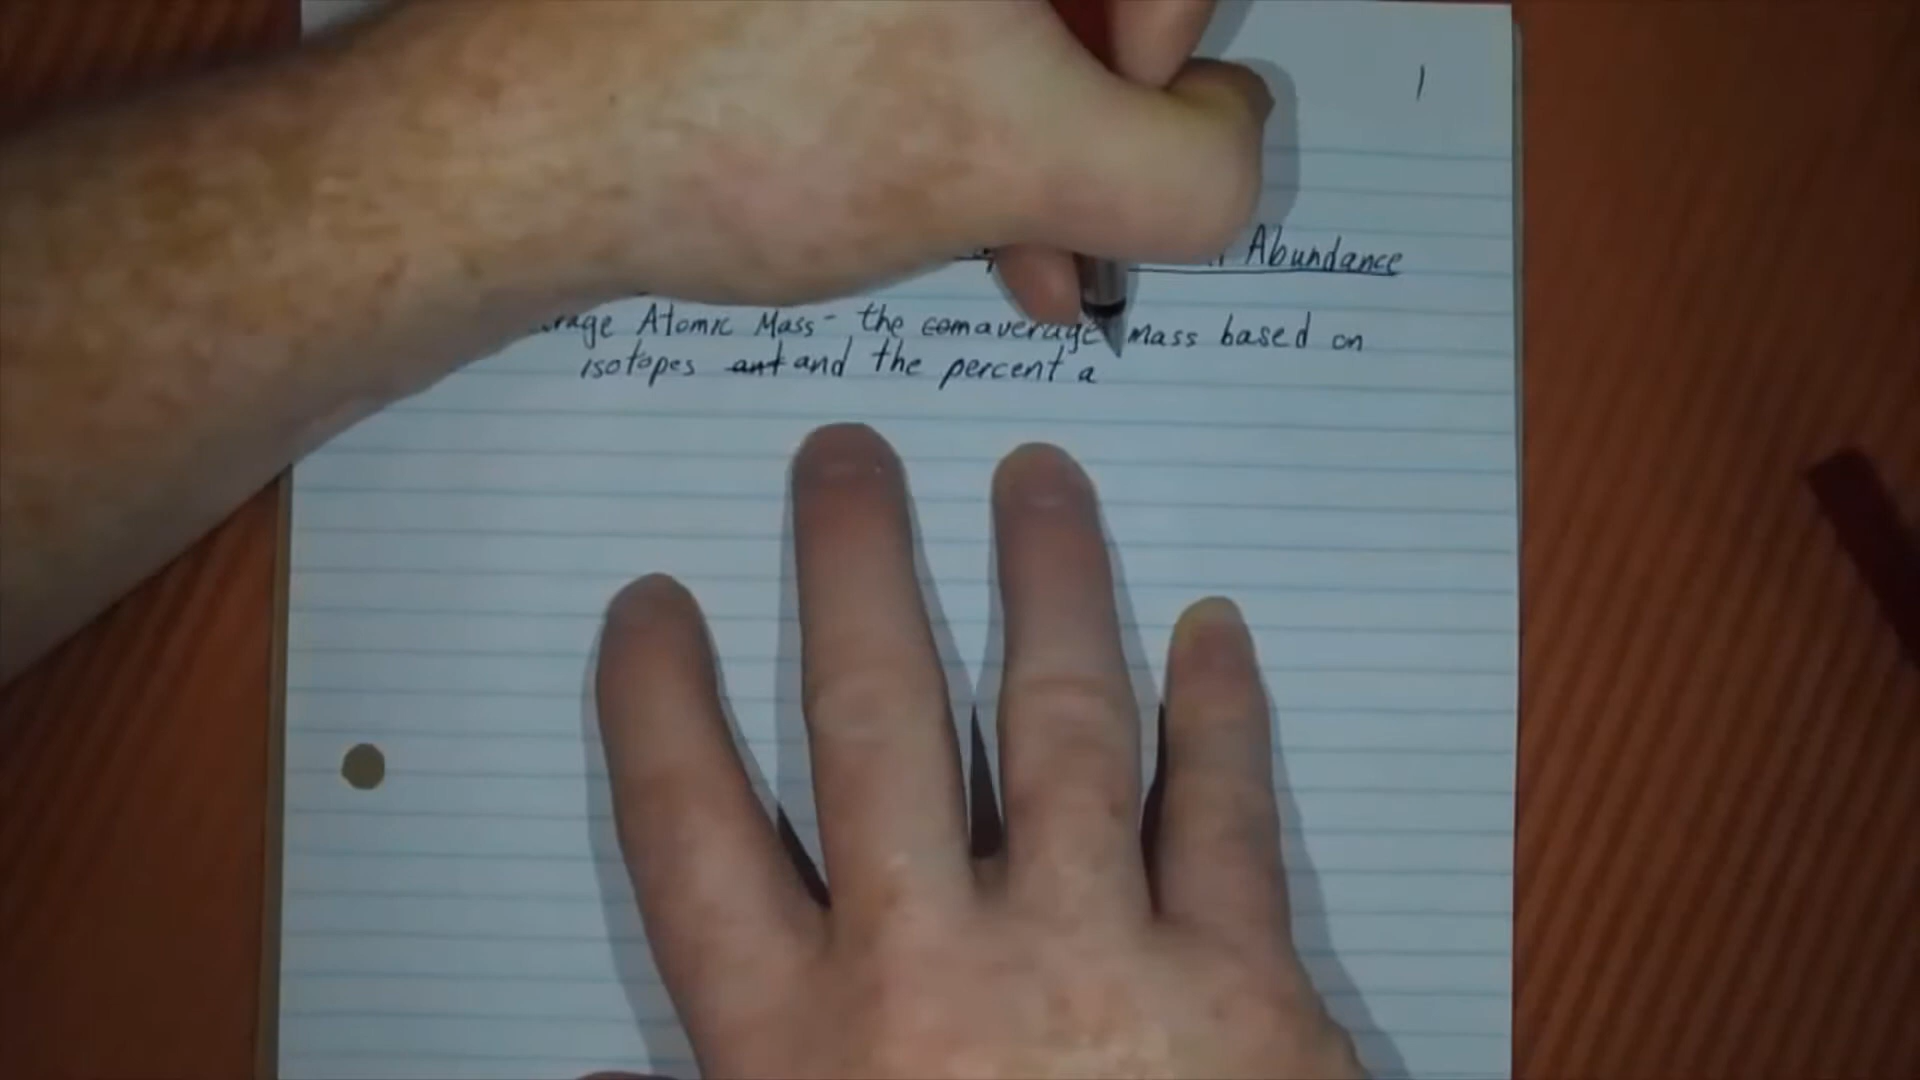 1
Abundance
Atomic Mass - the comaverage mass based on
isotopes ant and the percent a